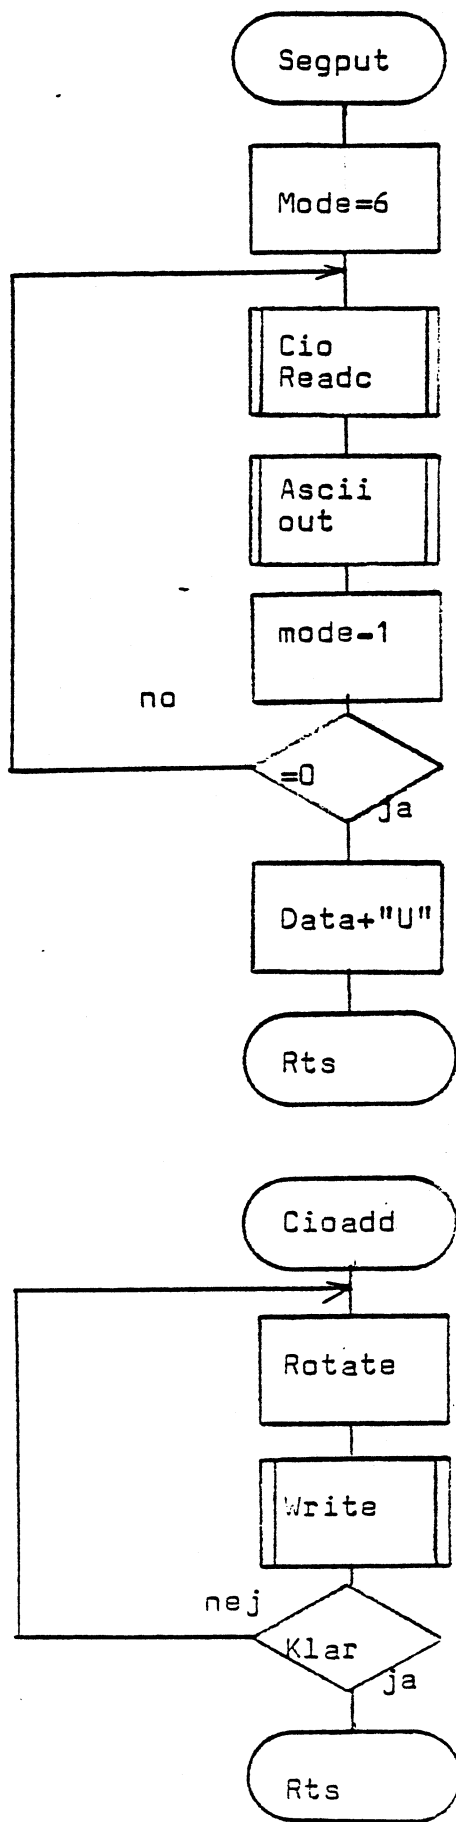 Segput
Mode=6
Cio
Readc
Ascii
out
mode-1
no
=0
ja
Data+"U"
Rts
Cioadd
Rotate
Write
nej
Klar
ja
Rts